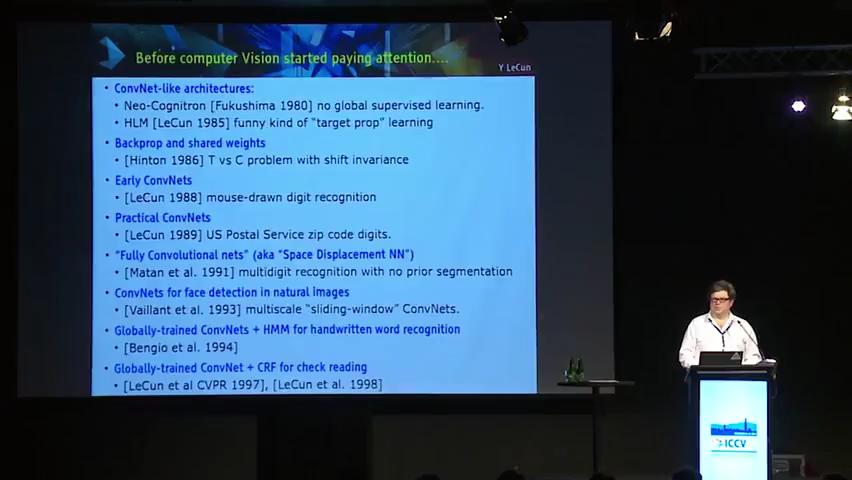 Before computer Vision started paying attention....
Y LeCun
• ConvNet-like architectures:
• Neo-Cognitron [Fukushima 1980] no global supervised learning.
• HLM [LeCun 1985] funny kind of "target prop" learning
• Backprop and shared weights
• [Hinton 1986] T vs C problem with shift invariance
• Early ConvNets
• [LeCun 1988] mouse-drawn digit recognition
• Practical ConvNets
• [LeCun 1989] US Postal Service zip code digits.
• "Fully Convolutional nets" (aka "Space Displacement NN")
• [Matan et al. 1991] multidigit recognition with no prior segmentation
• ConvNets for face detection in natural images
• [Vaillant et al. 1993] multiscale "sliding-window" ConvNets.
• Globally-trained ConvNets + HMM for handwritten word recognition
• [Bengio et al. 1994]
• Globally-trained ConvNet + CRF for check reading
• [LeCun et al CVPR 1997], [LeCun et al. 1998]
ICCV